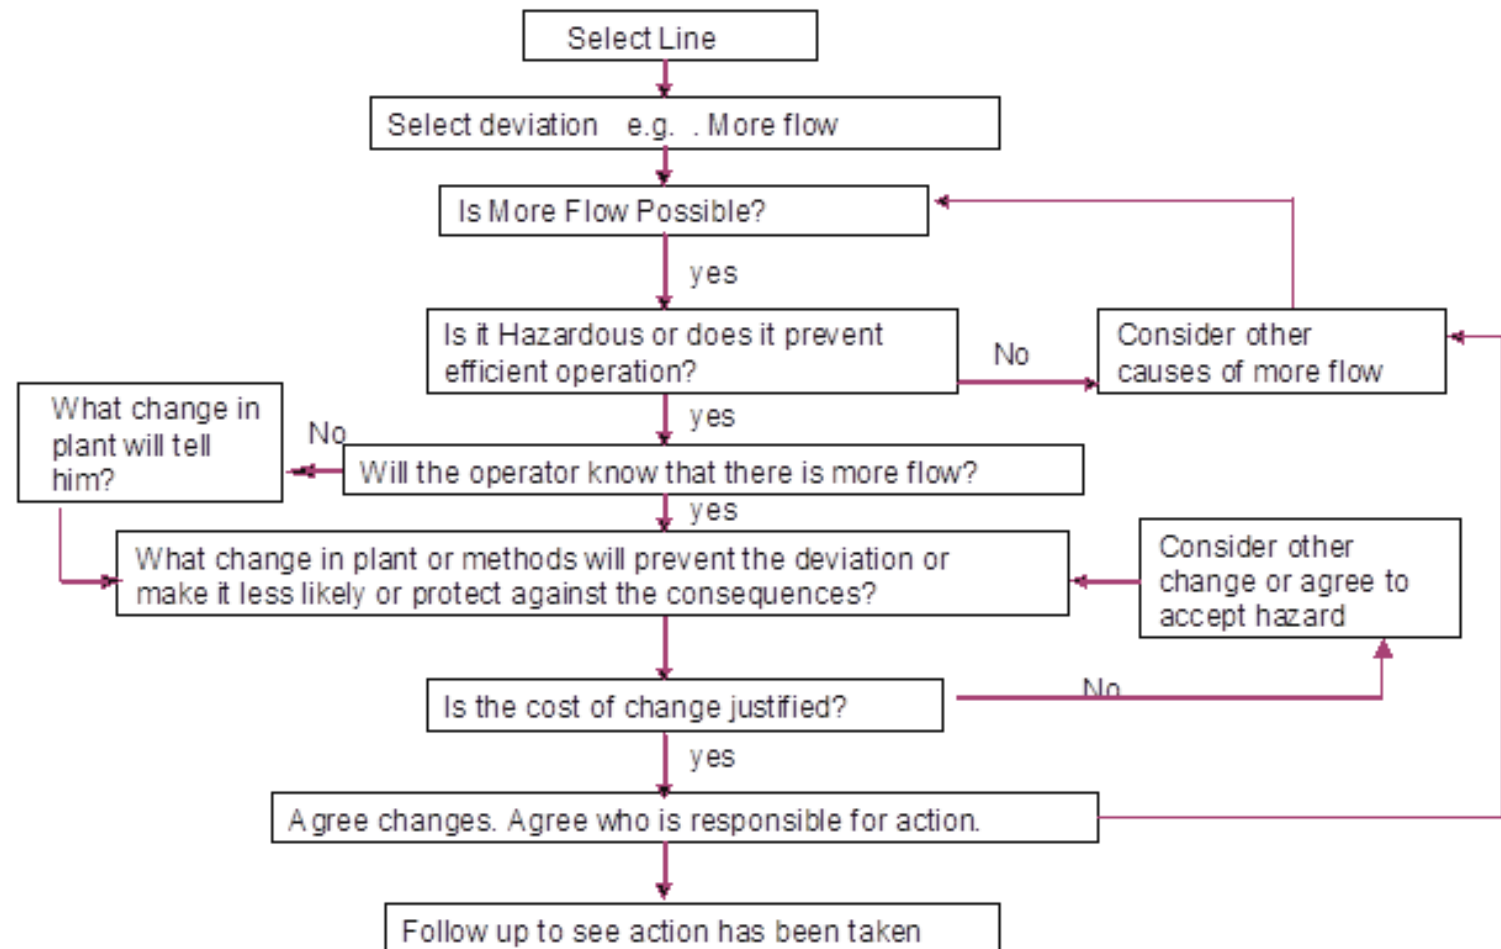 Select Line
Select deviation e.g. . More flow
Is More Flow Possible?
yes
Is it Hazardous or does it prevent
efficient operation?
No
Consider other
causes of more flow
yes
What change in
plant will tell
him?
No
Will the operator know that there is more flow?
yes
What change in plant or methods will prevent the deviation or
make it less likely or protect against the consequences?
Consider other
change or agree to
accept hazard
Is the cost of change justified?
No
yes
Agree changes. Agree who is responsible for action.
Follow up to see action has been taken